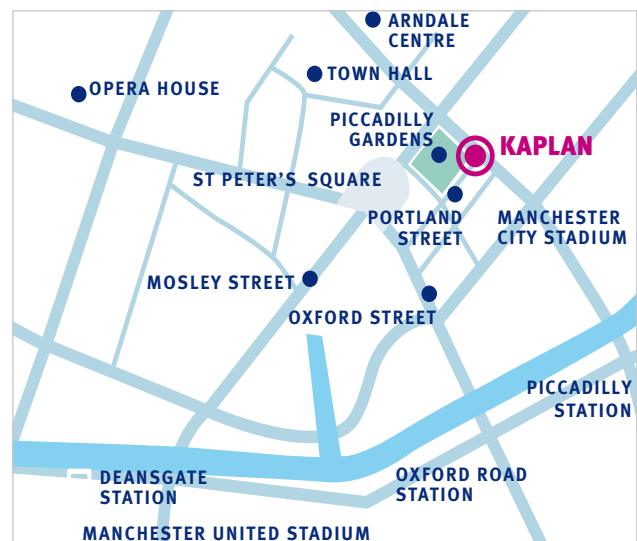 ARNDALE
CENTRE
TOWN HALL
OPERA HOUSE
PICCADILLY
GARDENS
KAPLAN
ST PETER'S SQUARE
PORTLAND
STREET
MANCHESTER
CITY STADIUM
MOSLEY STREET
OXFORD STREET
PICCADILLY
STATION
DEANSGATE
STATION
OXFORD ROAD
STATION
MANCHESTER UNITED STADIUM